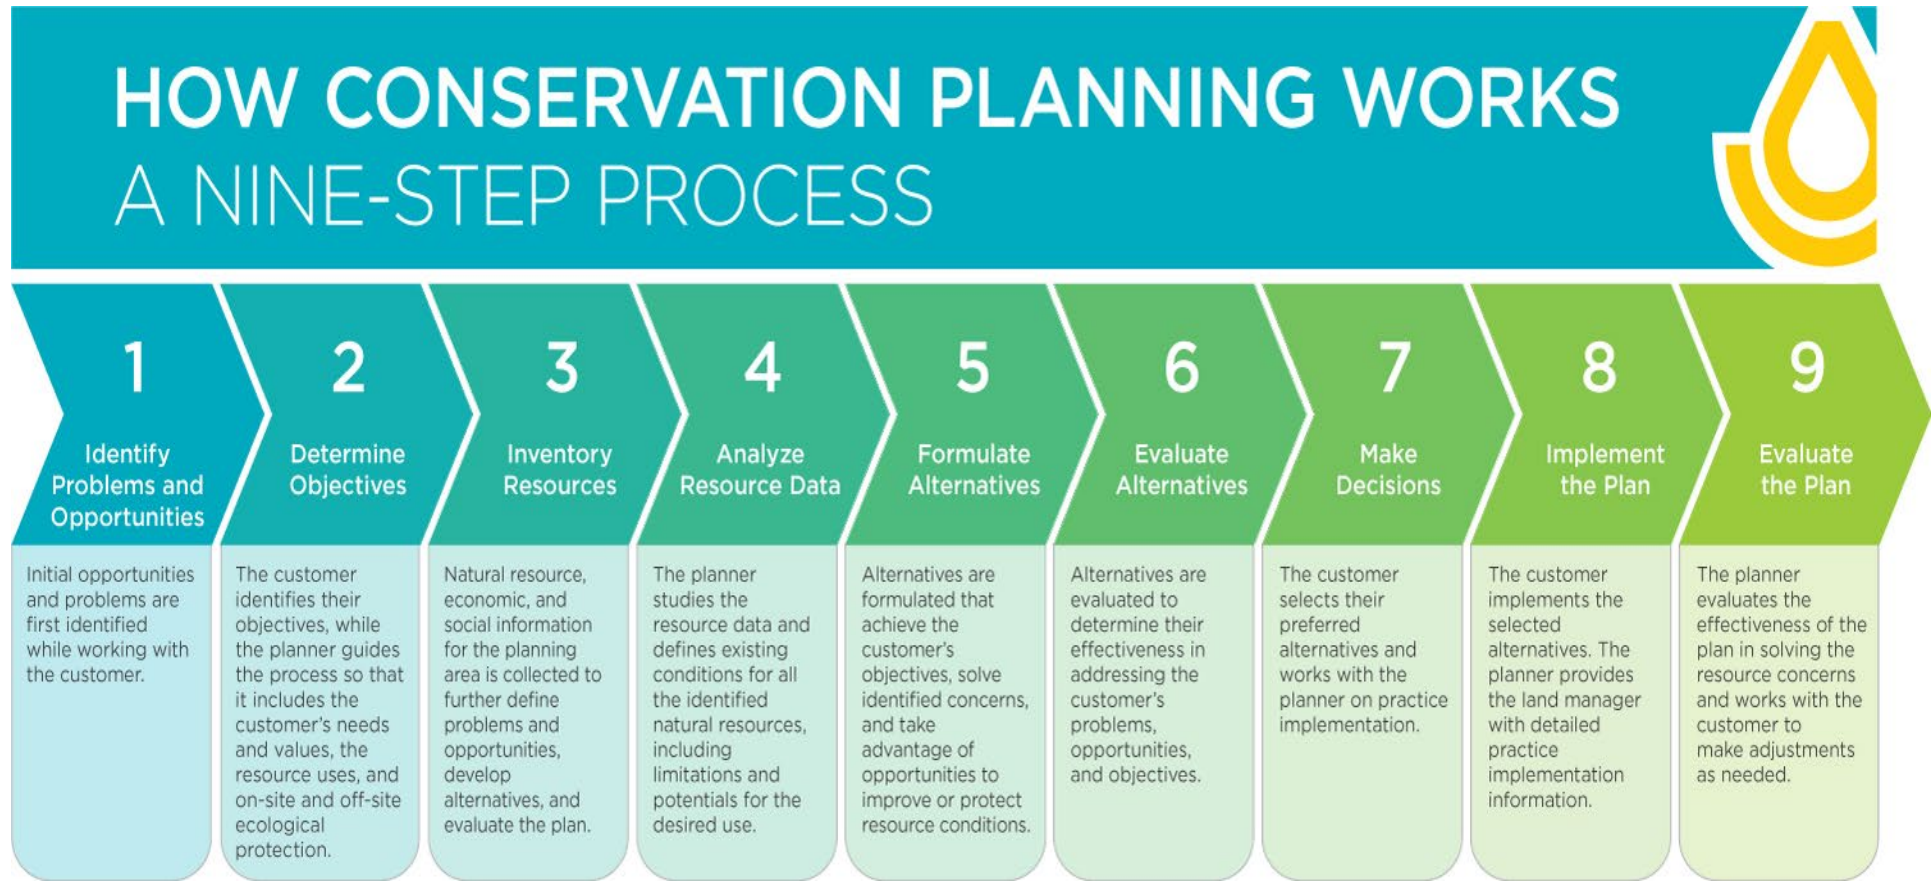 HOW CONSERVATION PLANNING WORKS
A NINE-STEP PROCESS
1
Identify
Problems and
Opportunities
Initial opportunities
and problems are
first identified
while working with
the customer.
2
Determine
Objectives
The customer
identifies their
objectives, while
the planner guides
the process so that
it includes the
customer's needs
and values, the
resource uses, and
on-site and off-site
ecological
protection.
3
Inventory
Resources
Natural resource,
economic, and
social information
for the planning
area is collected to
further define
problems and
opportunities,
develop
alternatives, and
evaluate the plan.
4
Analyze
Resource Data
The planner
studies the
resource data and
defines existing
conditions for all
the identified
natural resources,
including
limitations and
potentials for the
desired use.
5
Formulate
Alternatives
Alternatives are
formulated that
achieve the
customer's
objectives, solve
identified concerns,
and take
advantage of
opportunities to
improve or protect
resource conditions.
6
Evaluate
Alternatives
Alternatives are
evaluated to
determine their
effectiveness in
addressing the
customer's
problems,
opportunities,
and objectives.
7
Make
Decisions
The customer
selects their
preferred
alternatives and
works with the
planner on practice
implementation.
8
Implement
the Plan
The customer
implements the
selected
alternatives. The
planner provides
the land manager
with detailed
practice
implementation
information.
9
Evaluate
the Plan
The planner
evaluates the
effectiveness of the
plan in solving the
resource concerns
and works with the
customer to
make adjustments
as needed.